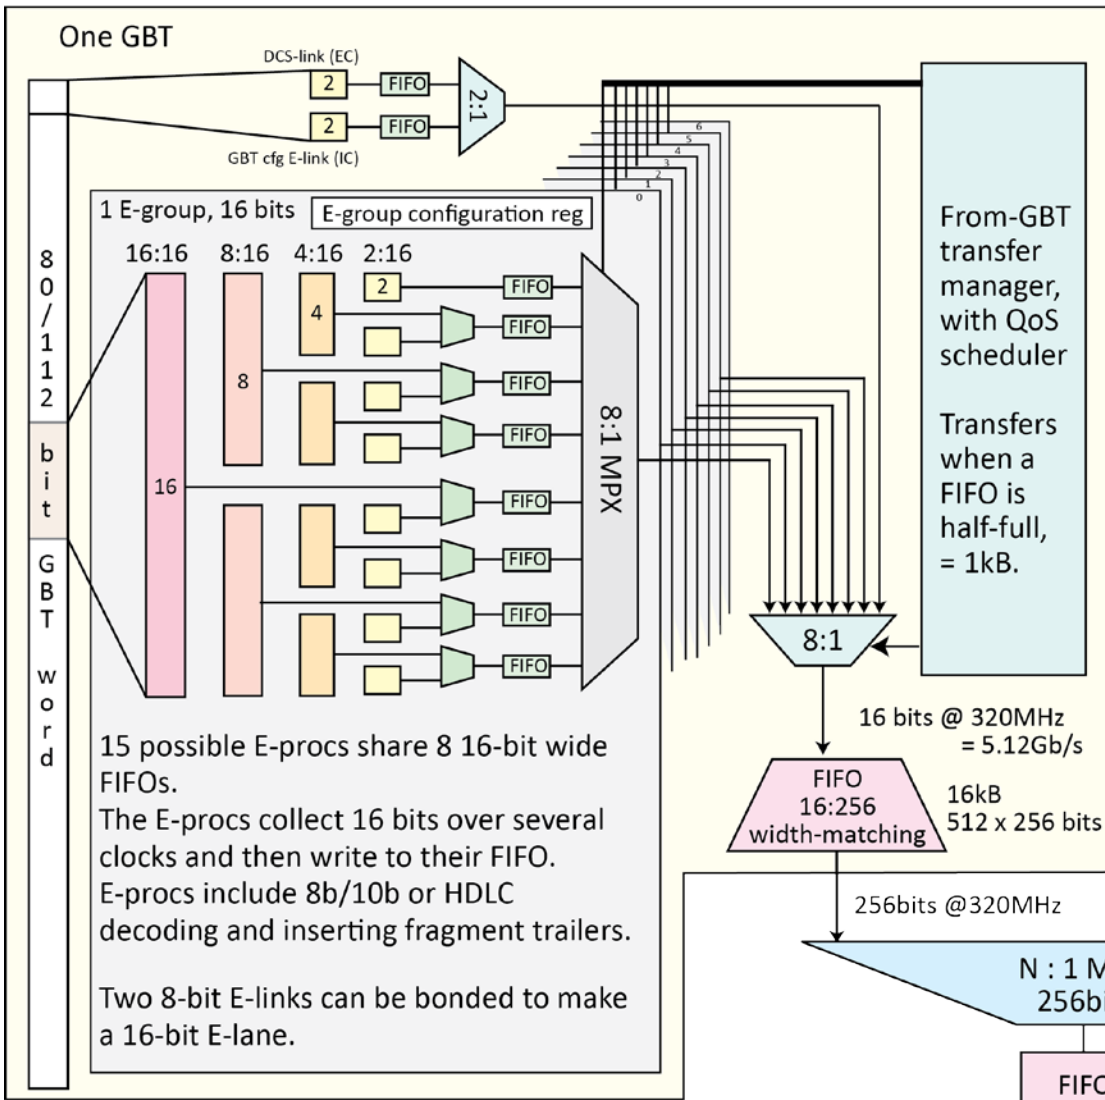 One GBT
DCS-link (EC)
2
FIFO
2:1
2
FIFO
GBT cfg E-link (IC)
80/112
bit
GBT
word
6
5
4
3
2
1
0
1 E-group, 16 bits
E-group configuration reg
16:16
8:16
4:16
2:16
2
FIFO
4
FIFO
8
FIFO
FIFO
16
FIFO
FIFO
FIFO
FIFO
8:1 MPX
15 possible E-procs share 8 16-bit wide
FIFOs.
The E-procs collect 16 bits over several
clocks and then write to their FIFO.
E-procs include 8b/10b or HDLC
decoding and inserting fragment trailers.
Two 8-bit E-links can be bonded to make
a 16-bit E-lane.
From-GBT
transfer
manager,
with QoS
scheduler
Transfers
when a
FIFO is
half-full,
= 1kB.
8:1
16 bits @ 320MHz
= 5.12Gb/s
FIFO
16:256
width-matching
16kB
512 x 256 bits
256bits @320MHz
N : 1 M
256bi
FIFO